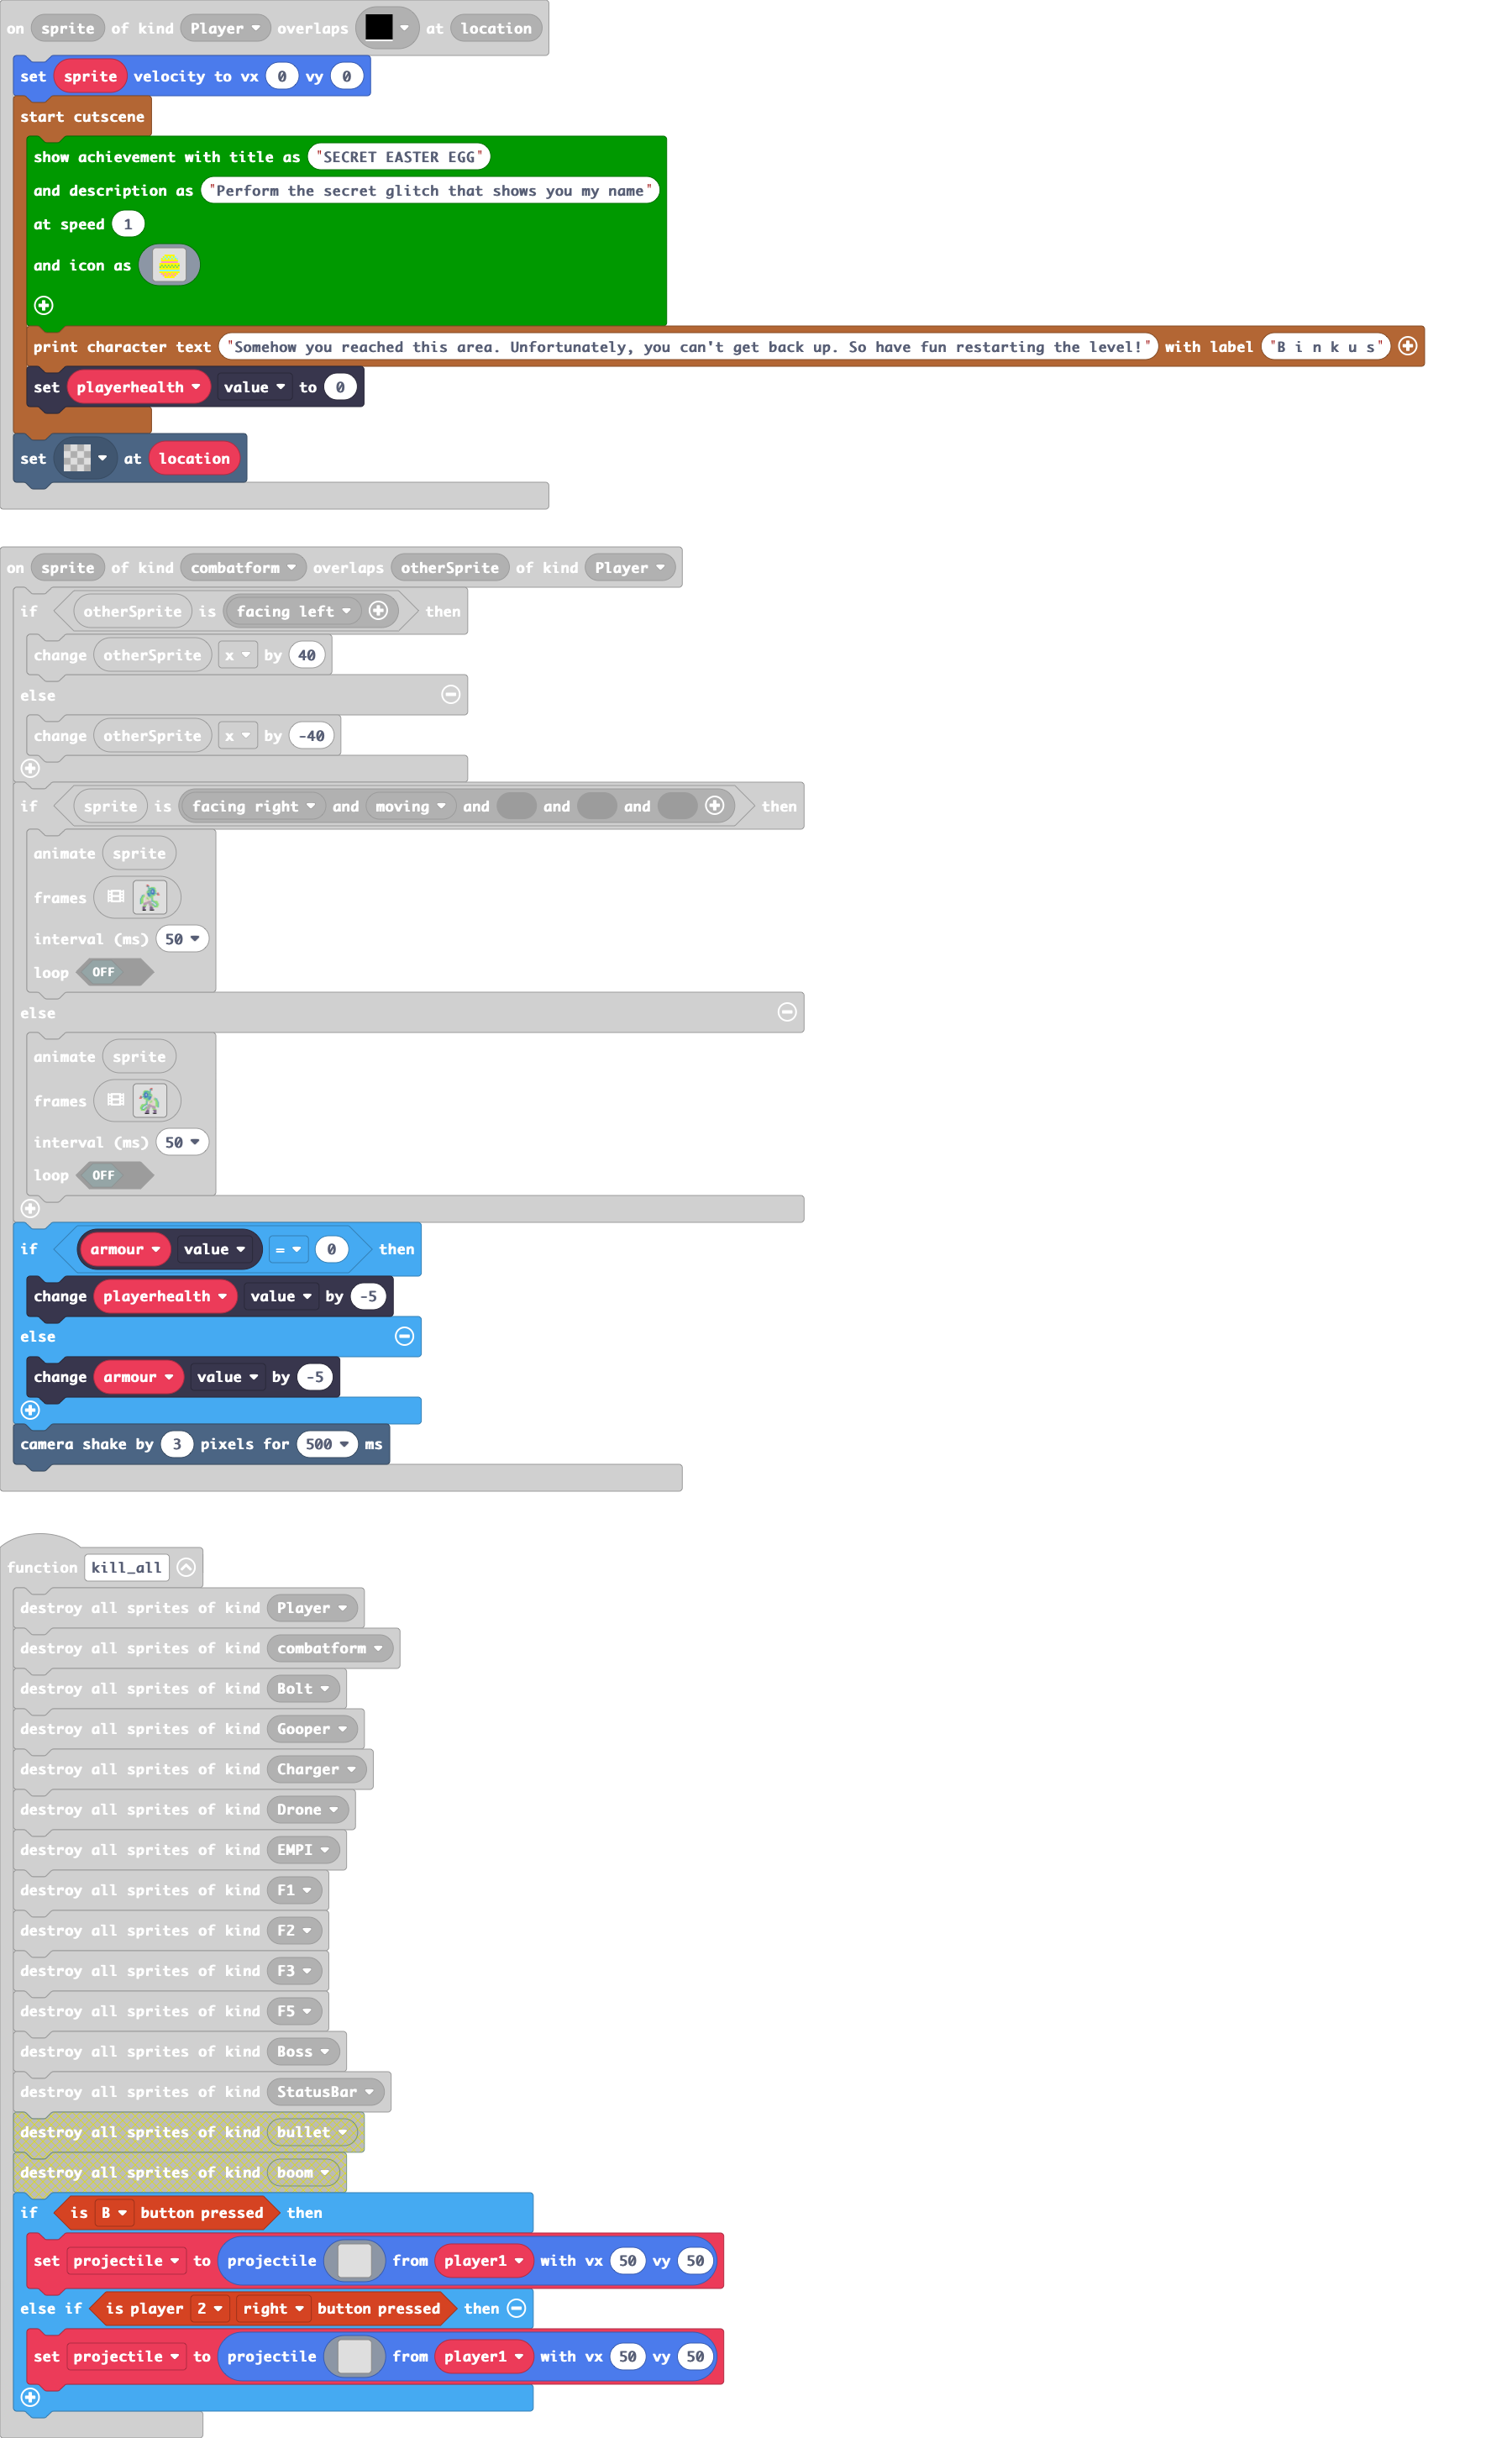 on sprite of kind Player overlaps at location
set sprite velocity to vx 0 vy 0
start cutscene
show achievement with title as "SECRET EASTER EGG"
and description as "Perform the secret glitch that shows you my name"
at speed 1
and icon as
print character text "Somehow you reached this area. Unfortunately, you can't get back up. So have fun restarting the level!" with label "B i n k u s"
set playerhealth value to 0
set at location
on sprite of kind combatform overlaps otherSprite of kind Player
if otherSprite is facing left then
change otherSprite x by 40
else
change otherSprite x by -40
if sprite is facing right and moving and and and then
animate sprite
frames
interval (ms) 50
loop OFF
else
animate sprite
frames
interval (ms) 50
loop OFF
if armour value = 0 then
change playerhealth value by -5
else
change armour value by -5
camera shake by 3 pixels for 500 ms
function kill_all
destroy all sprites of kind Player
destroy all sprites of kind combatform
destroy all sprites of kind Bolt
destroy all sprites of kind Gooper
destroy all sprites of kind Charger
destroy all sprites of kind Drone
destroy all sprites of kind EMPI
destroy all sprites of kind F1
destroy all sprites of kind F2
destroy all sprites of kind F3
destroy all sprites of kind F5
destroy all sprites of kind Boss
destroy all sprites of kind StatusBar
destroy all sprites of kind bullet
destroy all sprites of kind boom
if is B button pressed then
set projectile to projectile from player1 with vx 50 vy 50
else if is player 2 right button pressed then
set projectile to projectile from player1 with vx 50 vy 50